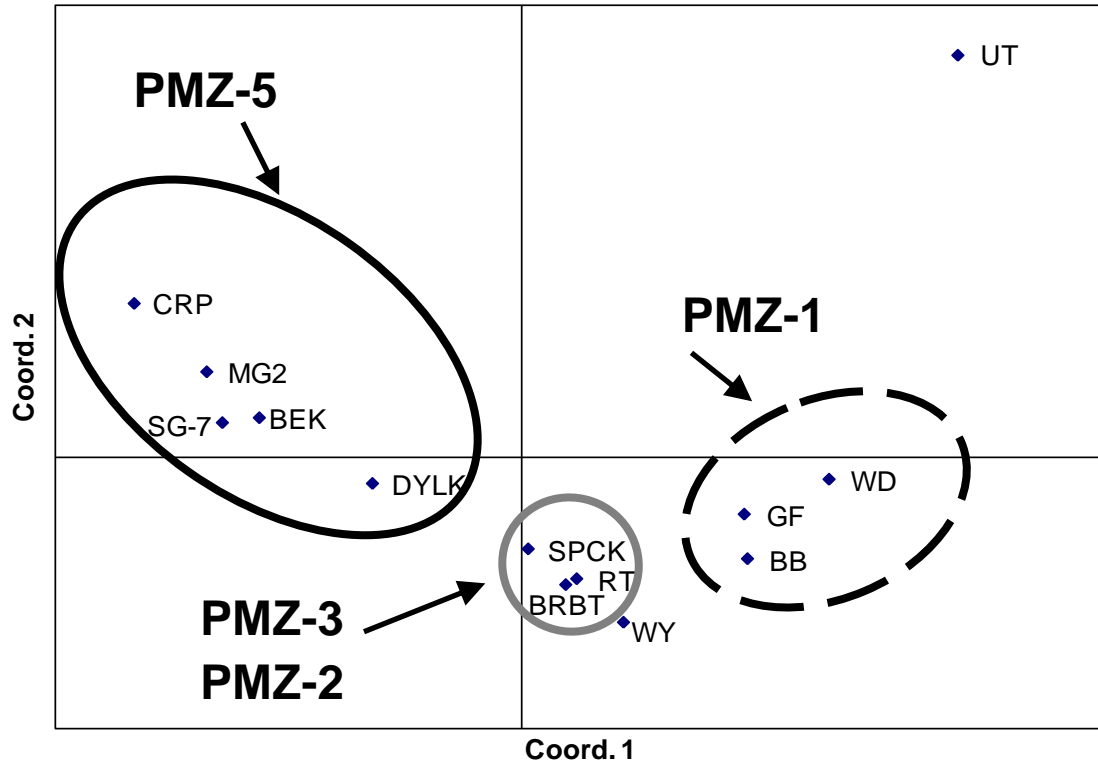 UT
PMZ-5
CRP
PMZ-1
MG2
SG-7
BEK
DYLK
WD
GF
SPCK
BB
RT
BRBT
WY
PMZ-3
PMZ-2
Coord. 2
Coord. 1